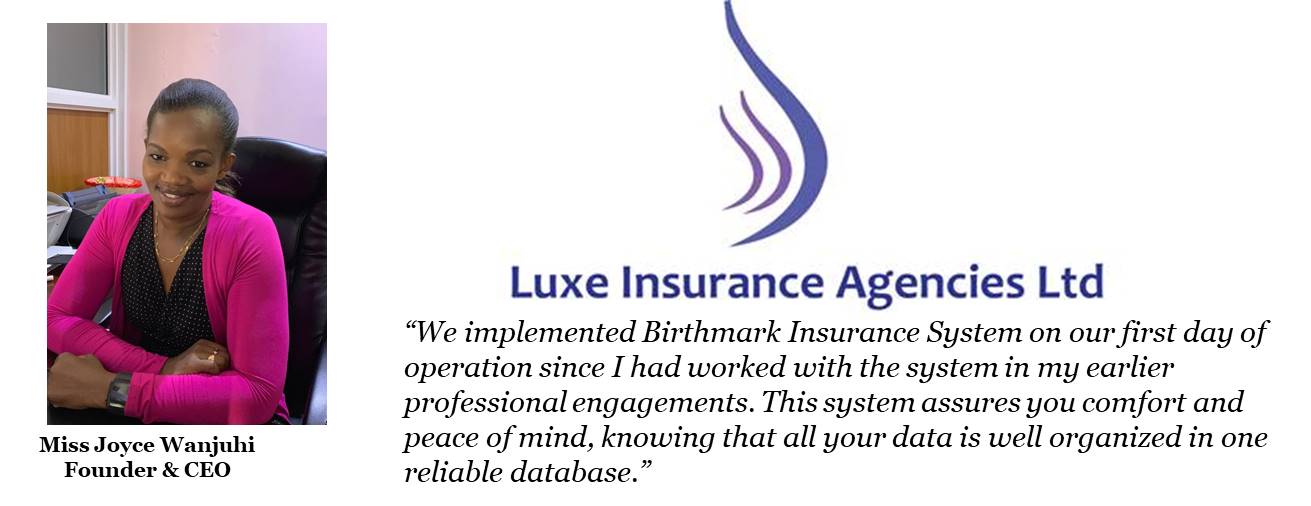 Luxe Insurance Agencies Ltd
“We implemented Birthmark Insurance System on our first day of
operation since I had worked with the system in my earlier
professional engagements. This system assures you comfort and
peace of mind, knowing that all your data is well organized in one
reliable database.”
Miss Joyce Wanjuhi
Founder & CEO